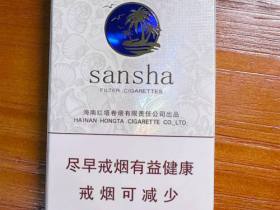 sansha
FILTER CIGARETTES
海南红塔卷烟有限责任公司出品
HAINAN HONGTA CIGARETTE CO., LTD
尽早戒烟有益健康
戒烟可减少